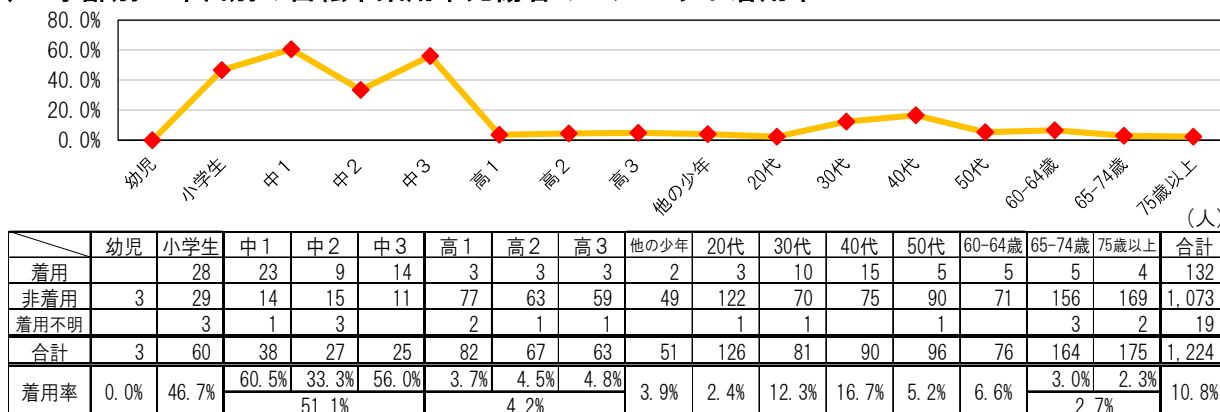 80.0%
60.0%
40.0%
20.0%
0.0%
幼児 小学生 中1 中2 中3 高1 高2 高3 他の少年 20代 30代 40代 50代 60-64歳 65-74歳 75歳以上
(人)
幼児 小学生 中1 中2 中3 高1 高2 高3 他の少年 20代 30代 40代 50代 60-64歳 65-74歳 75歳以上 合計
着用 28 23 9 14 3 3 3 2 3 10 15 5 5 5 4 132
非着用 3 29 14 15 11 77 63 59 49 122 70 75 90 71 156 169 1,073
着用不明 3 1 3 2 1 1 1 1 1 3 2 19
合計 3 60 38 27 25 82 67 63 51 126 81 90 96 76 164 175 1,224
着用率 0.0% 46.7% 60.5% 33.3% 56.0% 3.7% 4.5% 4.8% 3.9% 2.4% 12.3% 16.7% 5.2% 6.6% 3.0% 2.3% 10.8%
51.1% 4.2% 2.7%